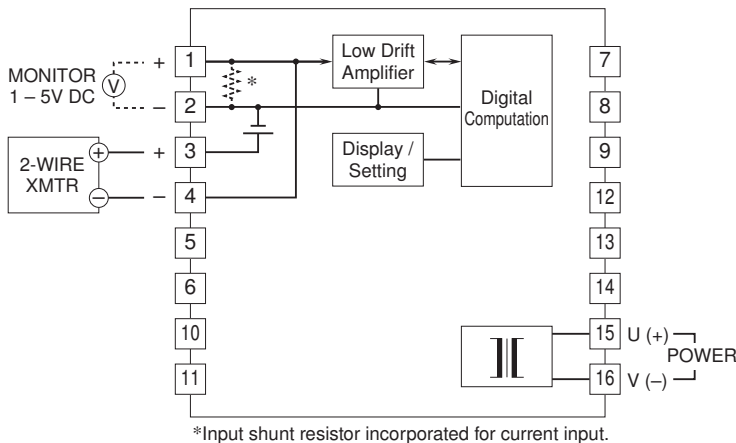 MONITOR
1 – 5V DC
V
+
–
1
2
*
Low Drift
Amplifier
Digital
Computation
Display /
Setting
2-WIRE
XMTR
+
–
+
–
3
4
5
6
10
11
7
8
9
12
13
14
15
16
U (+)
V (–)
POWER
*Input shunt resistor incorporated for current input.